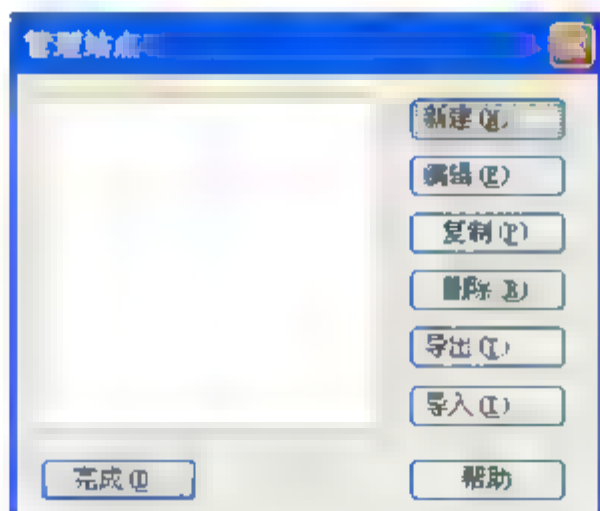 管理站点
新建(N)
编辑(E)
复制(P)
删除(R)
导出(T)
导入(I)
完成(D)
帮助